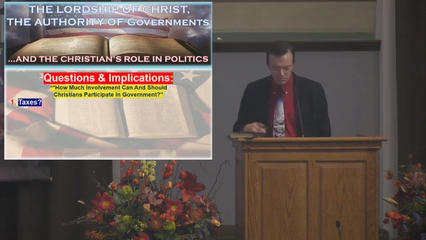 THE LORDSHIP OF CHRIST,
THE AUTHORITY OF GOVERNMENTS
...AND THE CHRISTIAN'S ROLE IN POLITICS
Questions & Implications:
*"How Much Involvement Can And Should
Christians Participate in Government?"
1. Taxes?